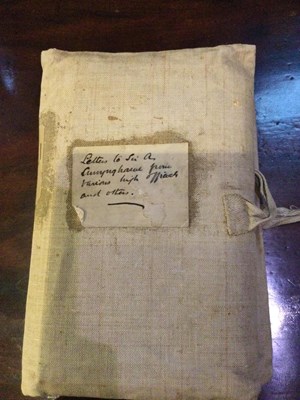 Letters to Sir A.
Cunynghame from
various high officials
and others.